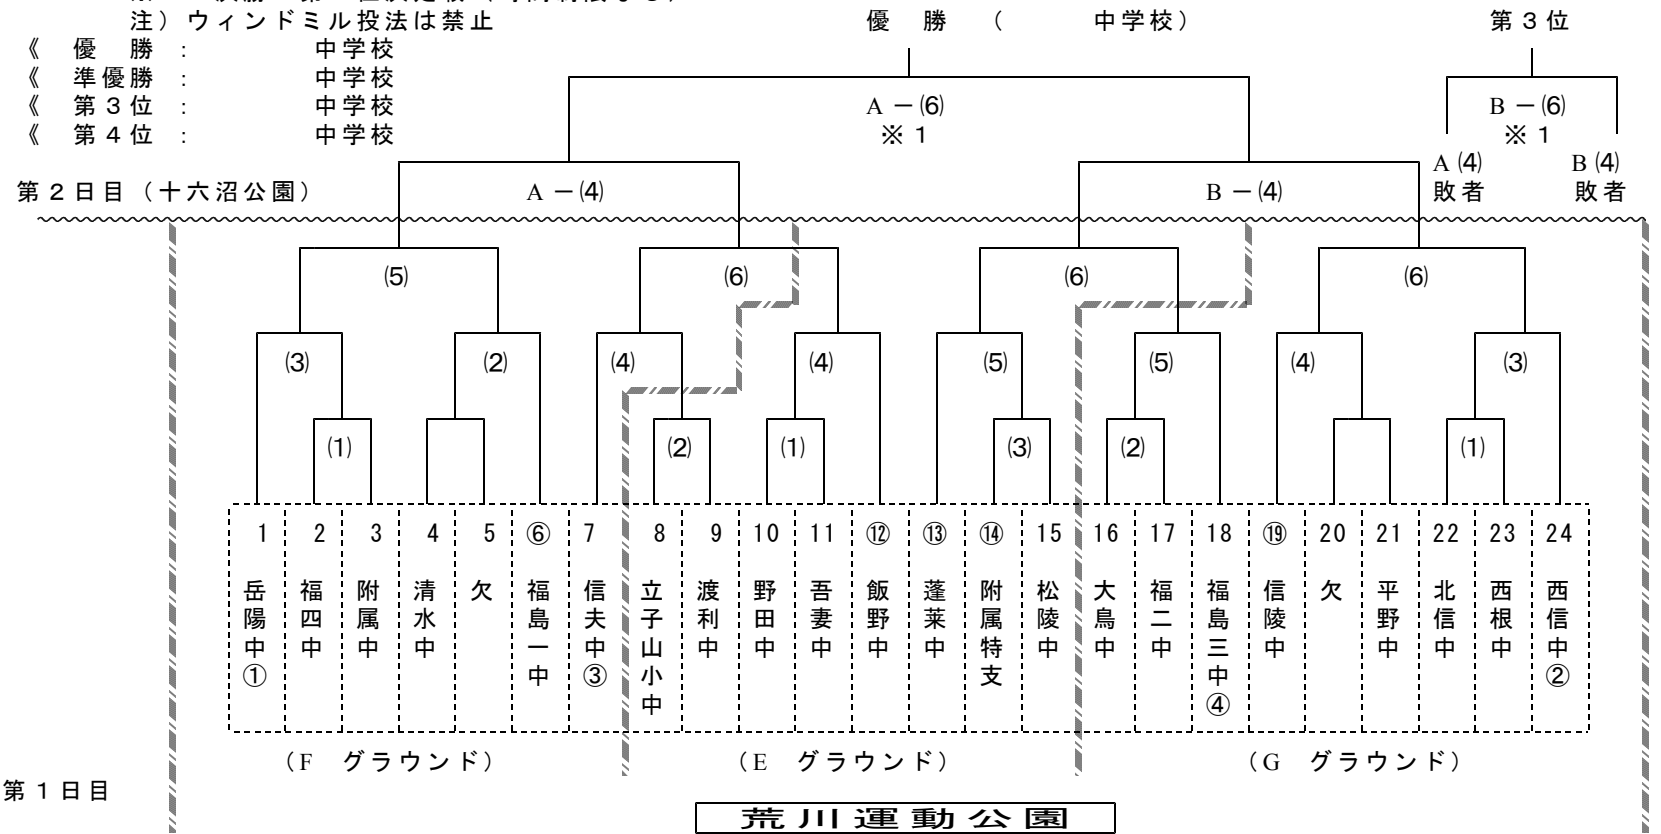 注）ウィンドミル投法は禁止
優　勝　（　　　　中学校）
第３位
《　優　勝：　　　　中学校
《　準優勝：　　　　中学校
《　第３位：　　　　中学校
《　第４位：　　　　中学校
A－⑹
※１
B－⑹
※１
A⑷
敗者
B⑷
敗者
第２日目（十六沼公園）
A－⑷
B－⑷
⑸ ⑹ ⑹ ⑹
⑶ ⑵ ⑷ ⑷ ⑸ ⑸ ⑷ ⑶
⑴ ⑵ ⑴ ⑶ ⑵ ⑴
1 2 3 4 5 ⑥ 7 8 9 10 11 ⑫ ⑬ ⑭ 15 16 17 18 ⑲ 20 21 22 23 24
岳陽中①
福四中
附属中
清水中
欠
福島一中
信夫中③
立子山小中
渡利中
野田中
吾妻中
飯野中
蓬莱中
附属特支
松陵中
大鳥中
福二中
福島三中④
信陵中
欠
平野中
北信中
西根中
西信中②
（F　グラウンド）
（E　グラウンド）
（G　グラウンド）
第１日目
荒川運動公園